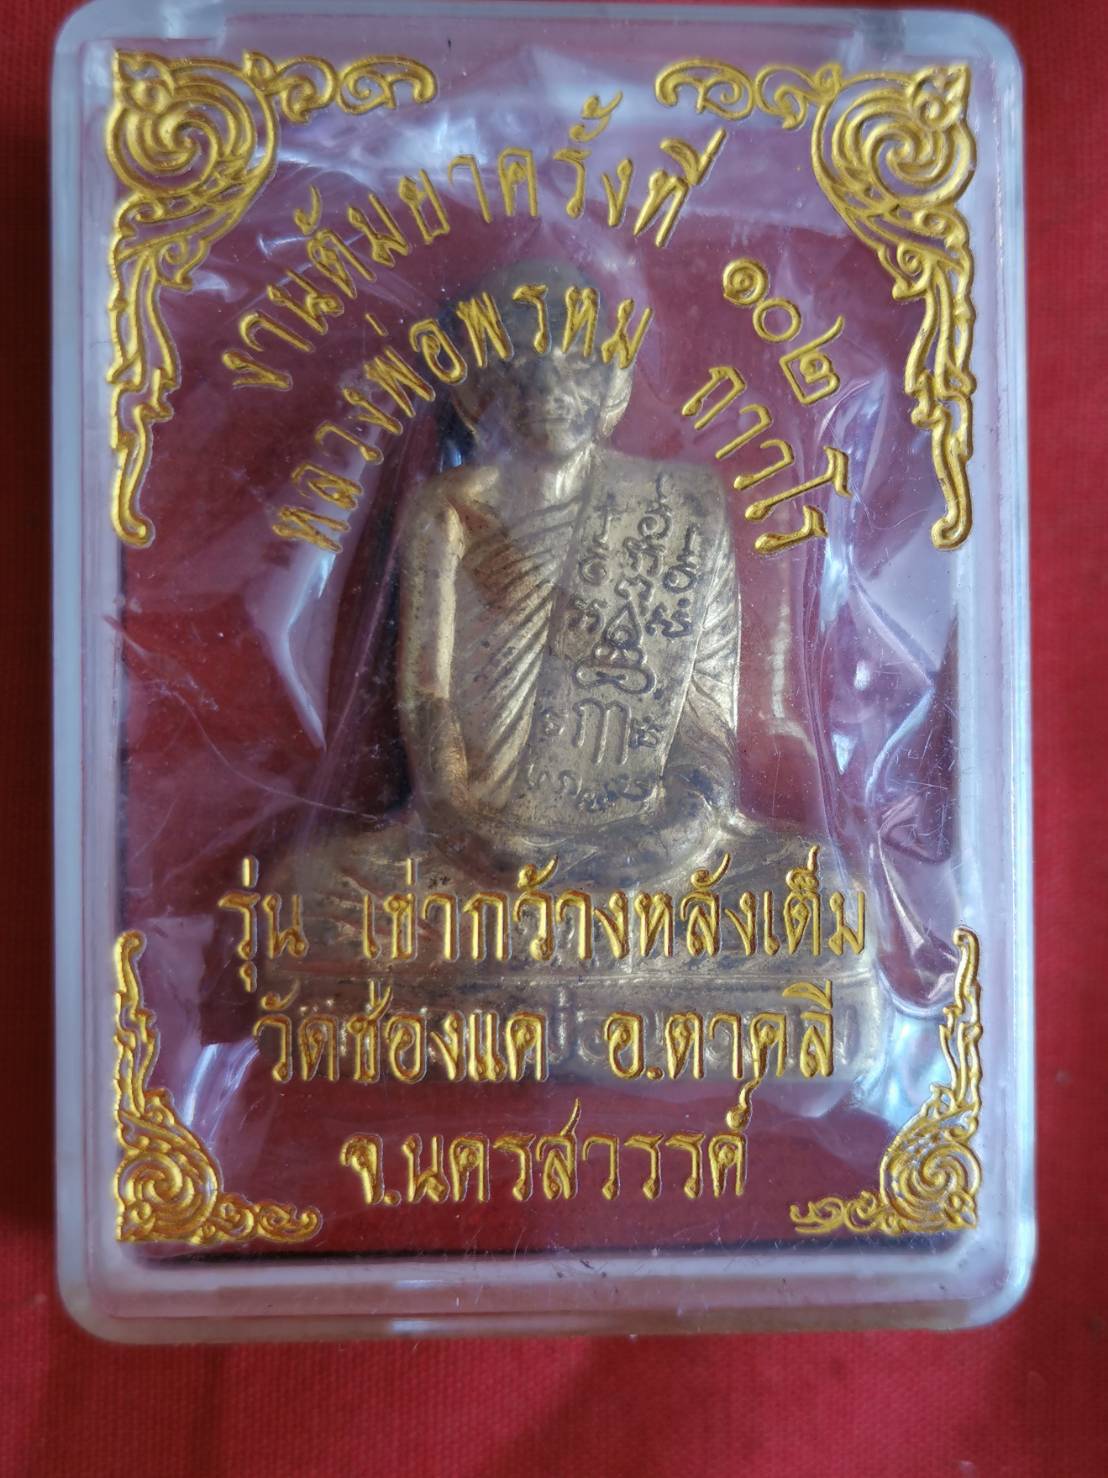 งานต้มยาครั้งที่ ๑๐๒
หลวงพ่อพรหม ถาวโร
รุ่น เข่ากว้างหลังเต็ม
วัดช่องแค อ.ตาคลี
จ.นครสวรรค์